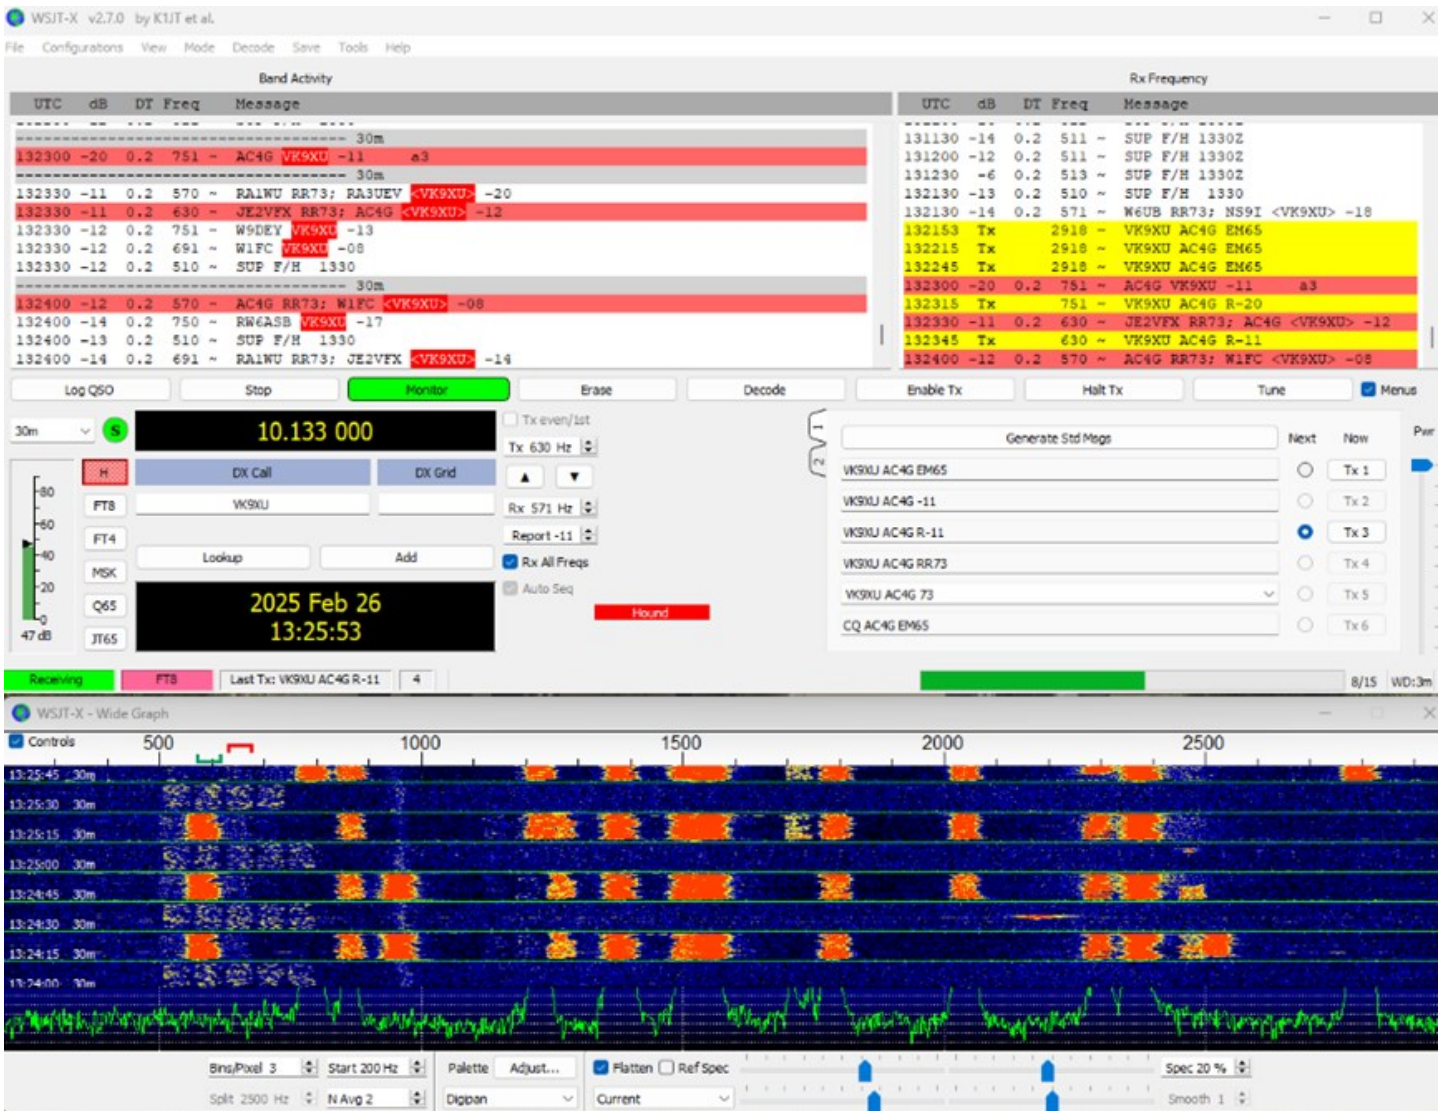 WSJT-X v2.7.0 by K1JT et al.
File Configurations View Mode Decode Save Tools Help
Band Activity
UTC dB DT Freq Message
30m
132300 -20 0.2 751 ~ AC4G VK9XU -11 a3
30m
132330 -11 0.2 570 ~ RA1WU RR73; RA3UEV <VK9XU> -20
132330 -11 0.2 630 ~ JE2VFX RR73; AC4G <VK9XU> -12
132330 -12 0.2 751 ~ W9DEY VK9XU -13
132330 -12 0.2 691 ~ W1FC VK9XU -08
132330 -12 0.2 510 ~ SUP F/H 1330
30m
132400 -12 0.2 570 ~ AC4G RR73; W1FC <VK9XU> -08
132400 -14 0.2 750 ~ RW6ASB VK9XU -17
132400 -13 0.2 510 ~ SUP F/H 1330
132400 -14 0.2 691 ~ RA1WU RR73; JE2VFX <VK9XU> -14
Rx Frequency
UTC dB DT Freq Message
131130 -14 0.2 511 ~ SUP F/H 1330Z
131200 -12 0.2 511 ~ SUP F/H 1330Z
131230 -6 0.2 513 ~ SUP F/H 1330Z
132130 -13 0.2 510 ~ SUP F/H 1330
132130 -14 0.2 571 ~ W6UB RR73; NS9I <VK9XU> -18
132153 Tx 2918 ~ VK9XU AC4G EM65
132215 Tx 2918 ~ VK9XU AC4G EM65
132245 Tx 2918 ~ VK9XU AC4G EM65
132300 -20 0.2 751 ~ AC4G VK9XU -11 a3
132315 Tx 751 ~ VK9XU AC4G R-20
132330 -11 0.2 630 ~ JE2VFX RR73; AC4G <VK9XU> -12
132345 Tx 630 ~ VK9XU AC4G R-11
132400 -12 0.2 570 ~ AC4G RR73; W1FC <VK9XU> -08
Log QSO Stop Monitor Erase Decode Enable Tx Halt Tx Tune Menus
30m S 10.133 000
H DX Call DX Grid
FT8 VK9XU
FT4 Lookup Add
MSK
Q65 2025 Feb 26
JT65 13:25:53
80
60
40
20
0
47 dB
Tx even/1st
Tx 630 Hz
Rx 571 Hz
Report -11
Rx All Freqs
Auto Seq
Hound
1
2
Generate Std Msgs Next Now Pwr
VK9XU AC4G EM65 Tx 1
VK9XU AC4G -11 Tx 2
VK9XU AC4G R-11 Tx 3
VK9XU AC4G RR73 Tx 4
VK9XU AC4G 73 Tx 5
CQ AC4G EM65 Tx 6
Receiving FT8 Last Tx: VK9XU AC4G R-11 4 8/15 WD:3m
WSJT-X - Wide Graph
Controls 500 1000 1500 2000 2500
13:25:45 30m
13:25:30 30m
13:25:15 30m
13:25:00 30m
13:24:45 30m
13:24:30 30m
13:24:15 30m
13:24:00 30m
Bins/Pixel 3 Start 200 Hz Palette Adjust... Flatten Ref Spec Spec 20 %
Split 2500 Hz N Avg 2 Digipan Current Smooth 1